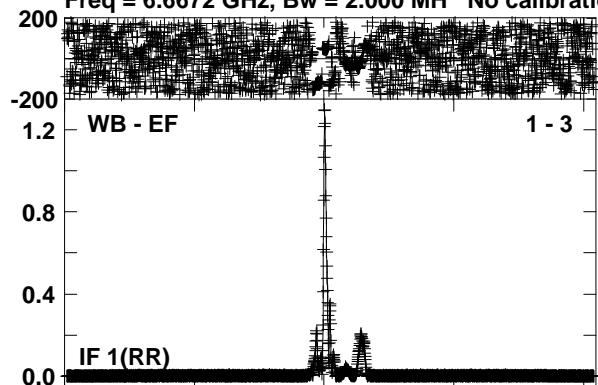 Freq = 6.6672 GHz, Bw = 2.000 MH No calibratio
200
-200
WB - EF 1 - 3
1.2
0.8
0.4
IF 1(RR)
0.0